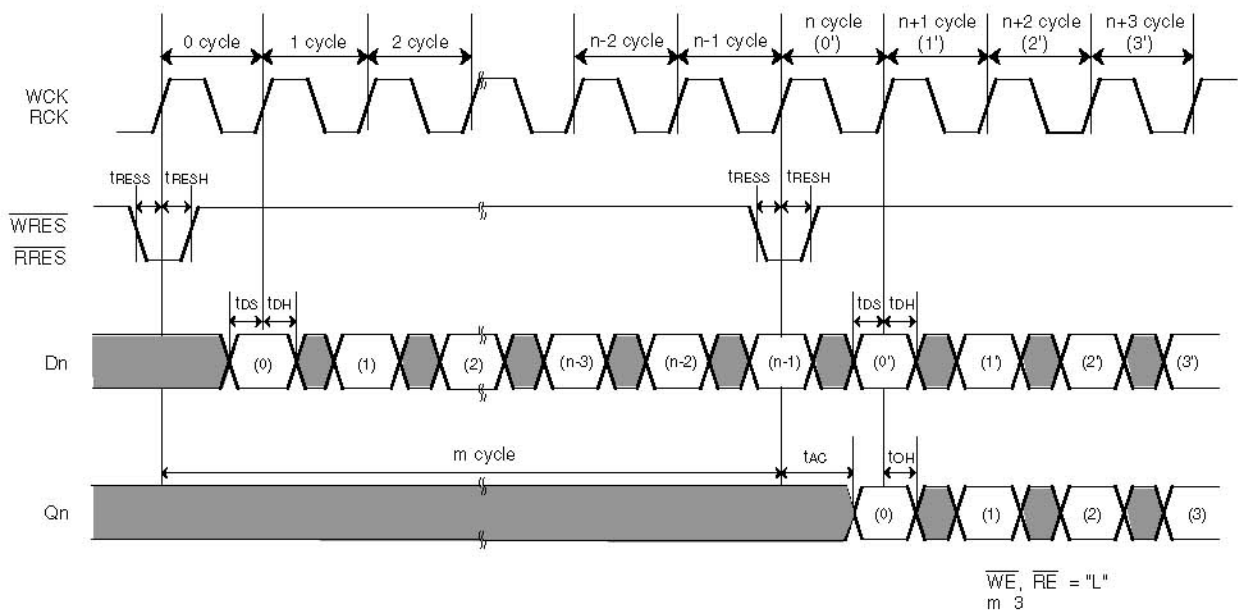 0 cycle 1 cycle 2 cycle n-2 cycle n-1 cycle n cycle (0') n+1 cycle (1') n+2 cycle (2') n+3 cycle (3')
WCK
RCK
tRESS tRESH tRESS tRESH
WRES
RRES
tDS tDH tDS tDH
Dn (0) (1) (2) (n-3) (n-2) (n-1) (0') (1') (2') (3')
m cycle tAC tOH
Qn (0) (1) (2) (3)
WE, RE = "L"
m 3